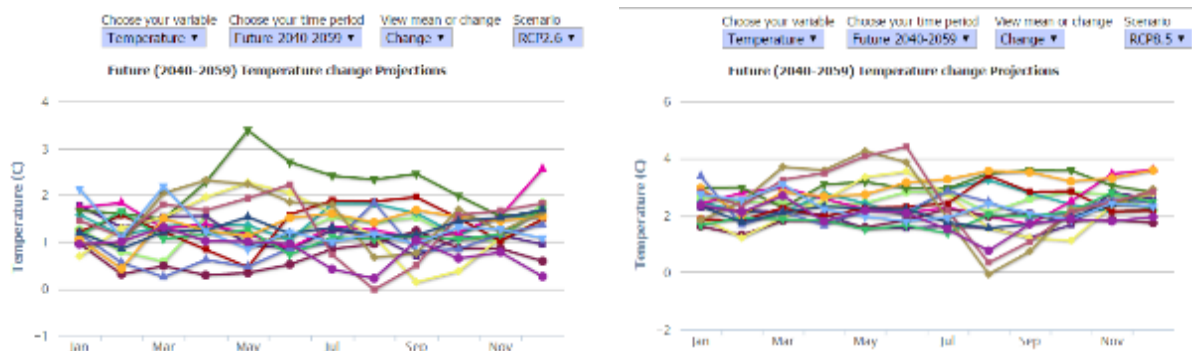 Choose your variable Choose your time period View mean or change Scenario
Temperature ▼ Future 2040-2059 ▼ Change ▼ RCP2.6 ▼
Future (2040-2059) Temperature change Projections
Temperature (C)
4
3
2
1
0
-1
Jan Mar May Jul Sep Nov
Choose your variable Choose your time period View mean or change Scenario
Temperature ▼ Future 2040-2059 ▼ Change ▼ RCP8.5 ▼
Future (2040-2059) Temperature change Projections
Temperature (C)
6
4
2
0
-2
Jan Mar May Jul Sep Nov